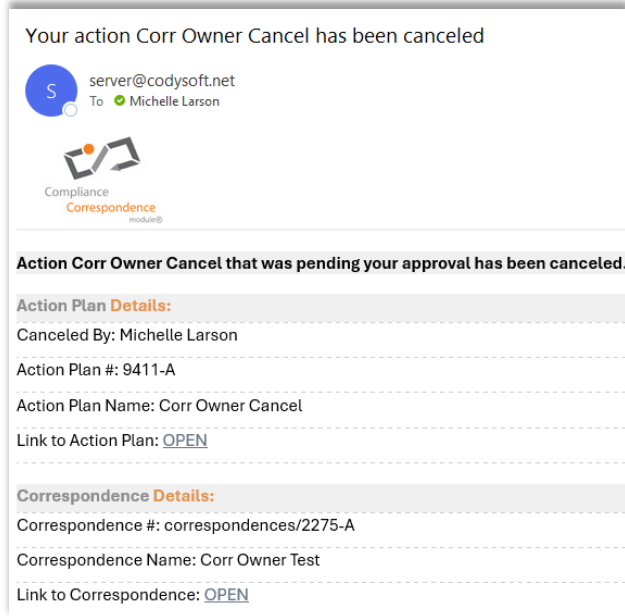 Your action Corr Owner Cancel has been canceled
S
server@codysoft.net
To Michelle Larson
Compliance
Correspondence
module®
Action Corr Owner Cancel that was pending your approval has been canceled.
Action Plan Details:
Canceled By: Michelle Larson
Action Plan #: 9411-A
Action Plan Name: Corr Owner Cancel
Link to Action Plan: OPEN
Correspondence Details:
Correspondence #: correspondences/2275-A
Correspondence Name: Corr Owner Test
Link to Correspondence: OPEN